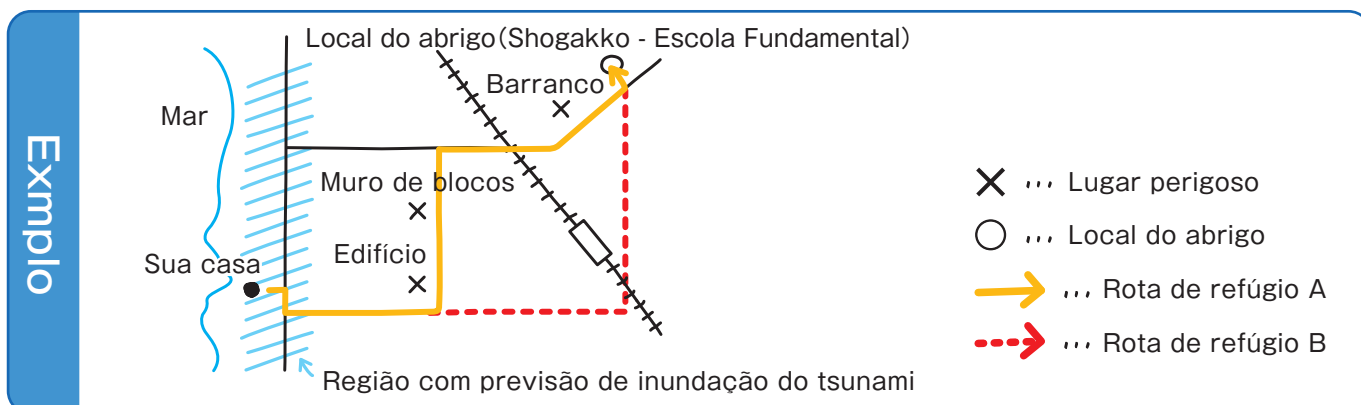 Exmplo
Local do abrigo(Shogakko - Escola Fundamental)
Barranco
Mar
Muro de blocos
Edifício
Sua casa
Região com previsão de inundação do tsunami
× … Lugar perigoso
○ … Local do abrigo
… Rota de refúgio A
… Rota de refúgio B